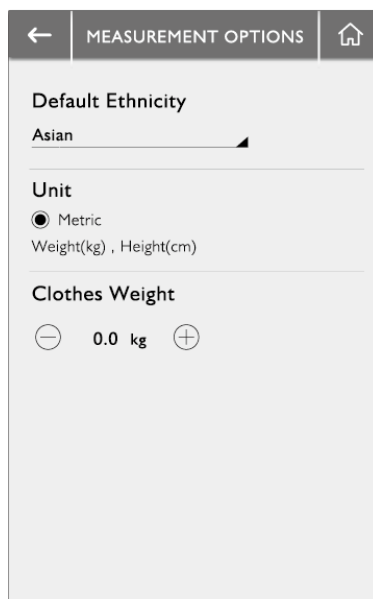 MEASUREMENT OPTIONS
Default Ethnicity
Asian
Unit
Metric
Weight(kg) , Height(cm)
Clothes Weight
0.0 kg